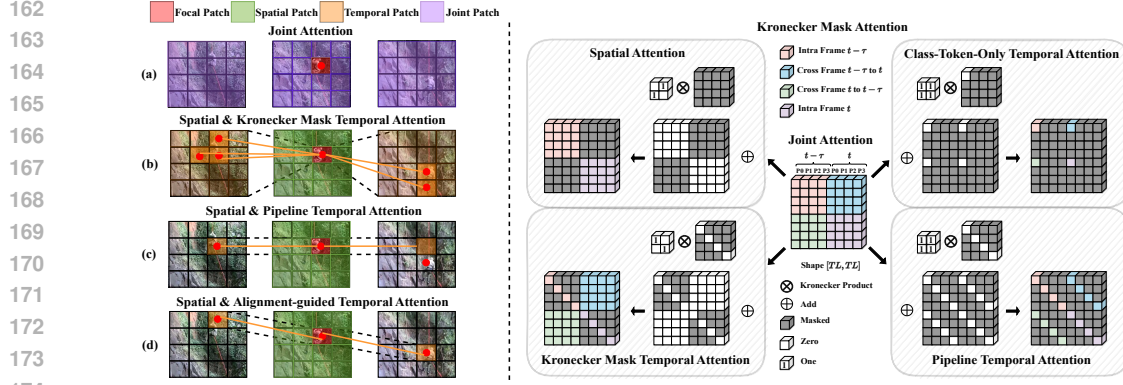 162
163
164
165
166
167
168
169
170
171
172
173
Focal Patch
Spatial Patch
Temporal Patch
Joint Patch
Joint Attention
(a)
Spatial & Kronecker Mask Temporal Attention
(b)
Spatial & Pipeline Temporal Attention
(c)
Spatial & Alignment-guided Temporal Attention
(d)
Kronecker Mask Attention
Spatial Attention
Intra Frame t − τ
Cross Frame t − τ to t
Cross Frame t to t − τ
Intra Frame t
Class-Token-Only Temporal Attention
Joint Attention
t − τ t
P0 P1 P2 P3 P0 P1 P2 P3
Shape [TL, TL]
Kronecker Product
Add
Masked
Zero
One
Kronecker Mask Temporal Attention
Pipeline Temporal Attention